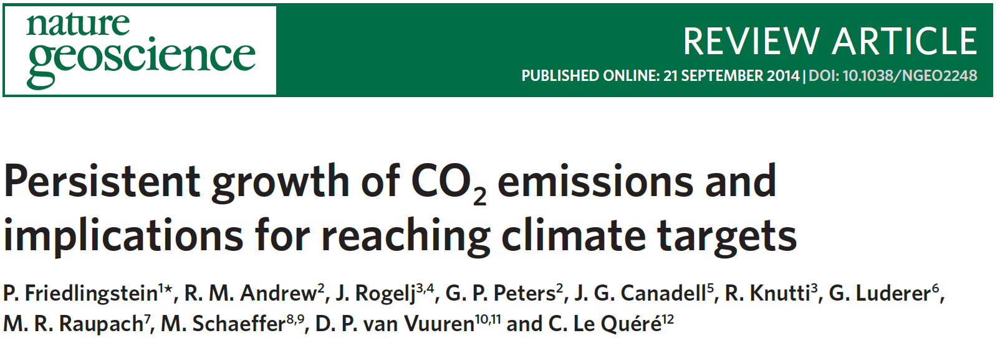 nature
geoscience
REVIEW ARTICLE
PUBLISHED ONLINE: 21 SEPTEMBER 2014 | DOI: 10.1038/NGEO2248
Persistent growth of CO₂ emissions and
implications for reaching climate targets
P. Friedlingstein¹*, R. M. Andrew², J. Rogelj³,⁴, G. P. Peters², J. G. Canadell⁵, R. Knutti³, G. Luderer⁶,
M. R. Raupach⁷, M. Schaeffer⁸,⁹, D. P. van Vuuren¹⁰,¹¹ and C. Le Quéré¹²